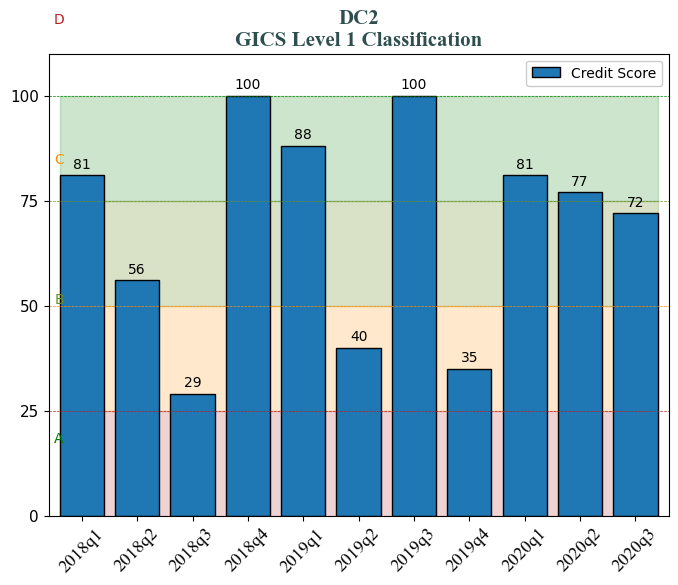 D
DC2
GICS Level 1 Classification
Credit Score
100
75
50
25
0
C
B
A
81
56
29
100
88
40
100
35
81
77
72
2018q1
2018q2
2018q3
2018q4
2019q1
2019q2
2019q3
2019q4
2020q1
2020q2
2020q3